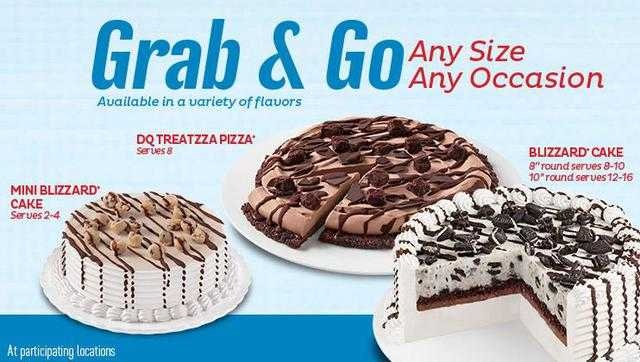 Grab & Go
Any Size
Any Occasion
Available in a variety of flavors
DQ TREATZZA PIZZA*
Serves 8
BLIZZARD* CAKE
8" round serves 8-10
10" round serves 12-16
MINI BLIZZARD*
CAKE
Serves 2-4
At participating locations